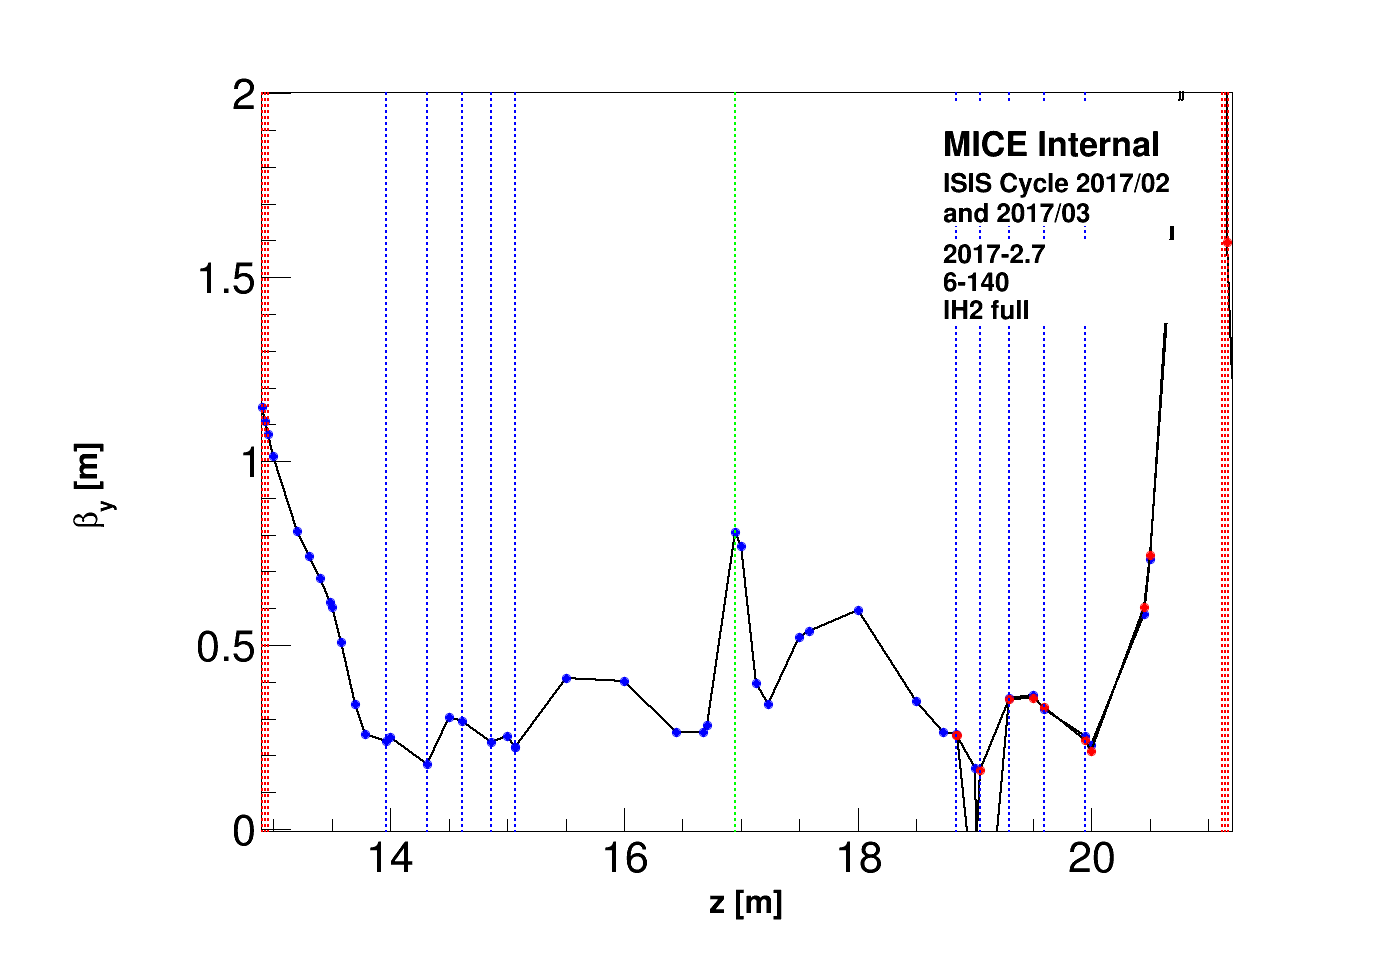 2
1.5
1
0.5
0
β_y [m]
MICE Internal
ISIS Cycle 2017/02
and 2017/03
2017-2.7
6-140
lH2 full
14
16
18
20
z [m]